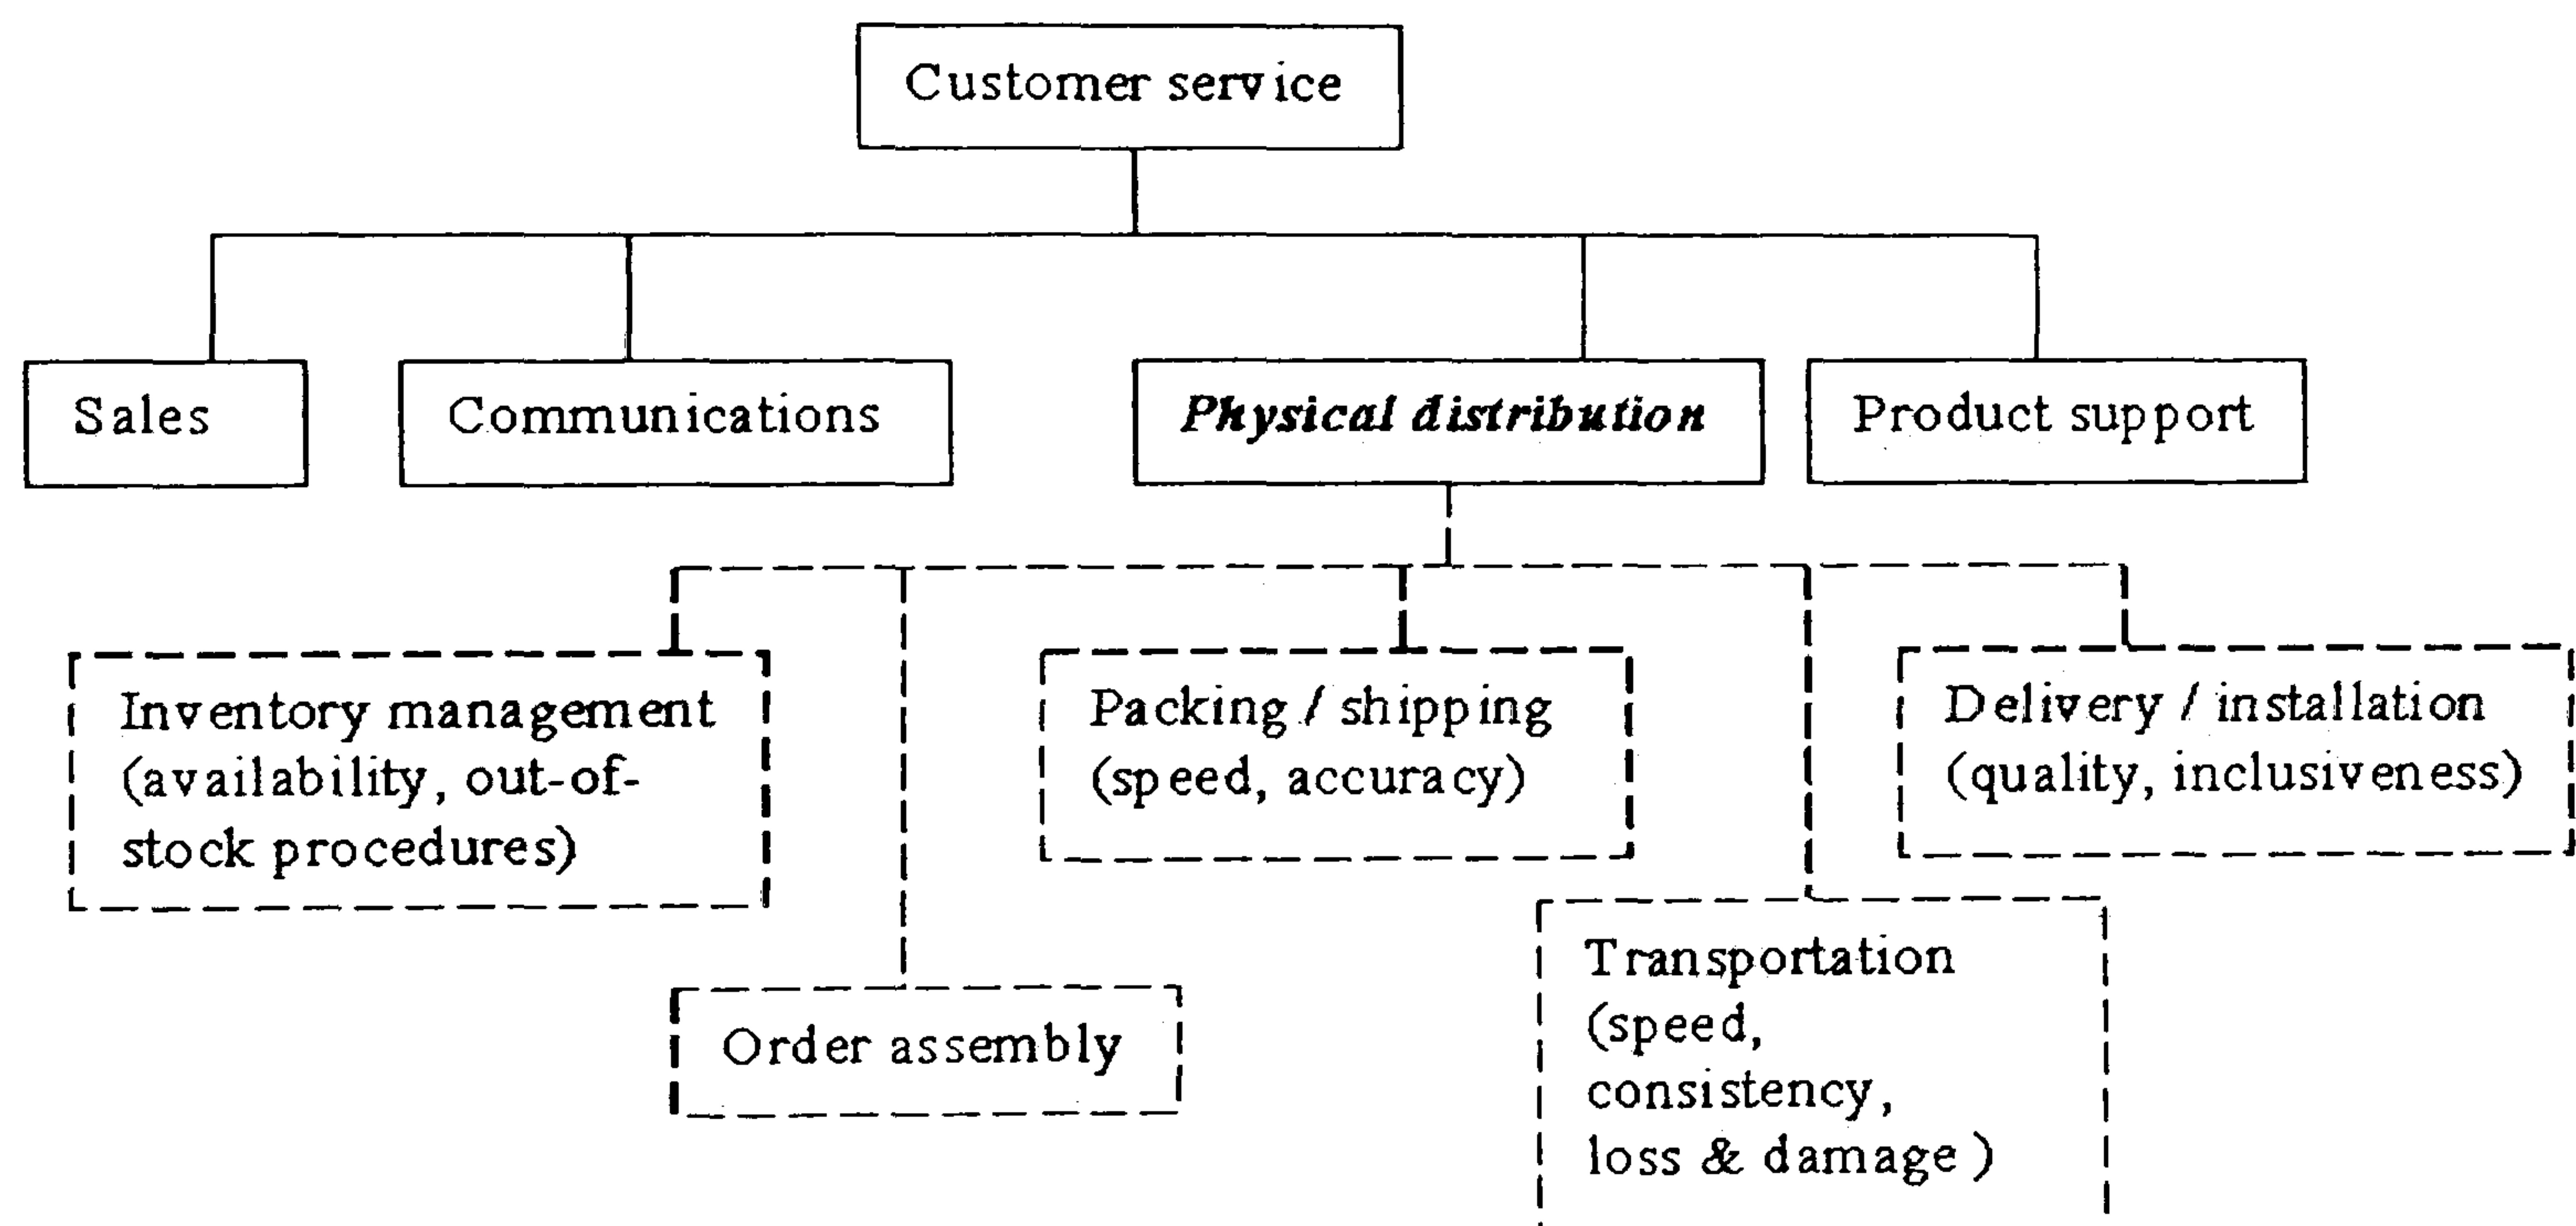 Customer service
Sales
Communications
Physical distribution
Product support
Inventory management
(availability, out-of-
stock procedures)
Packing / shipping
(speed, accuracy)
Delivery / installation
(quality, inclusiveness)
Order assembly
Transportation
(speed,
consistency,
loss & damage )